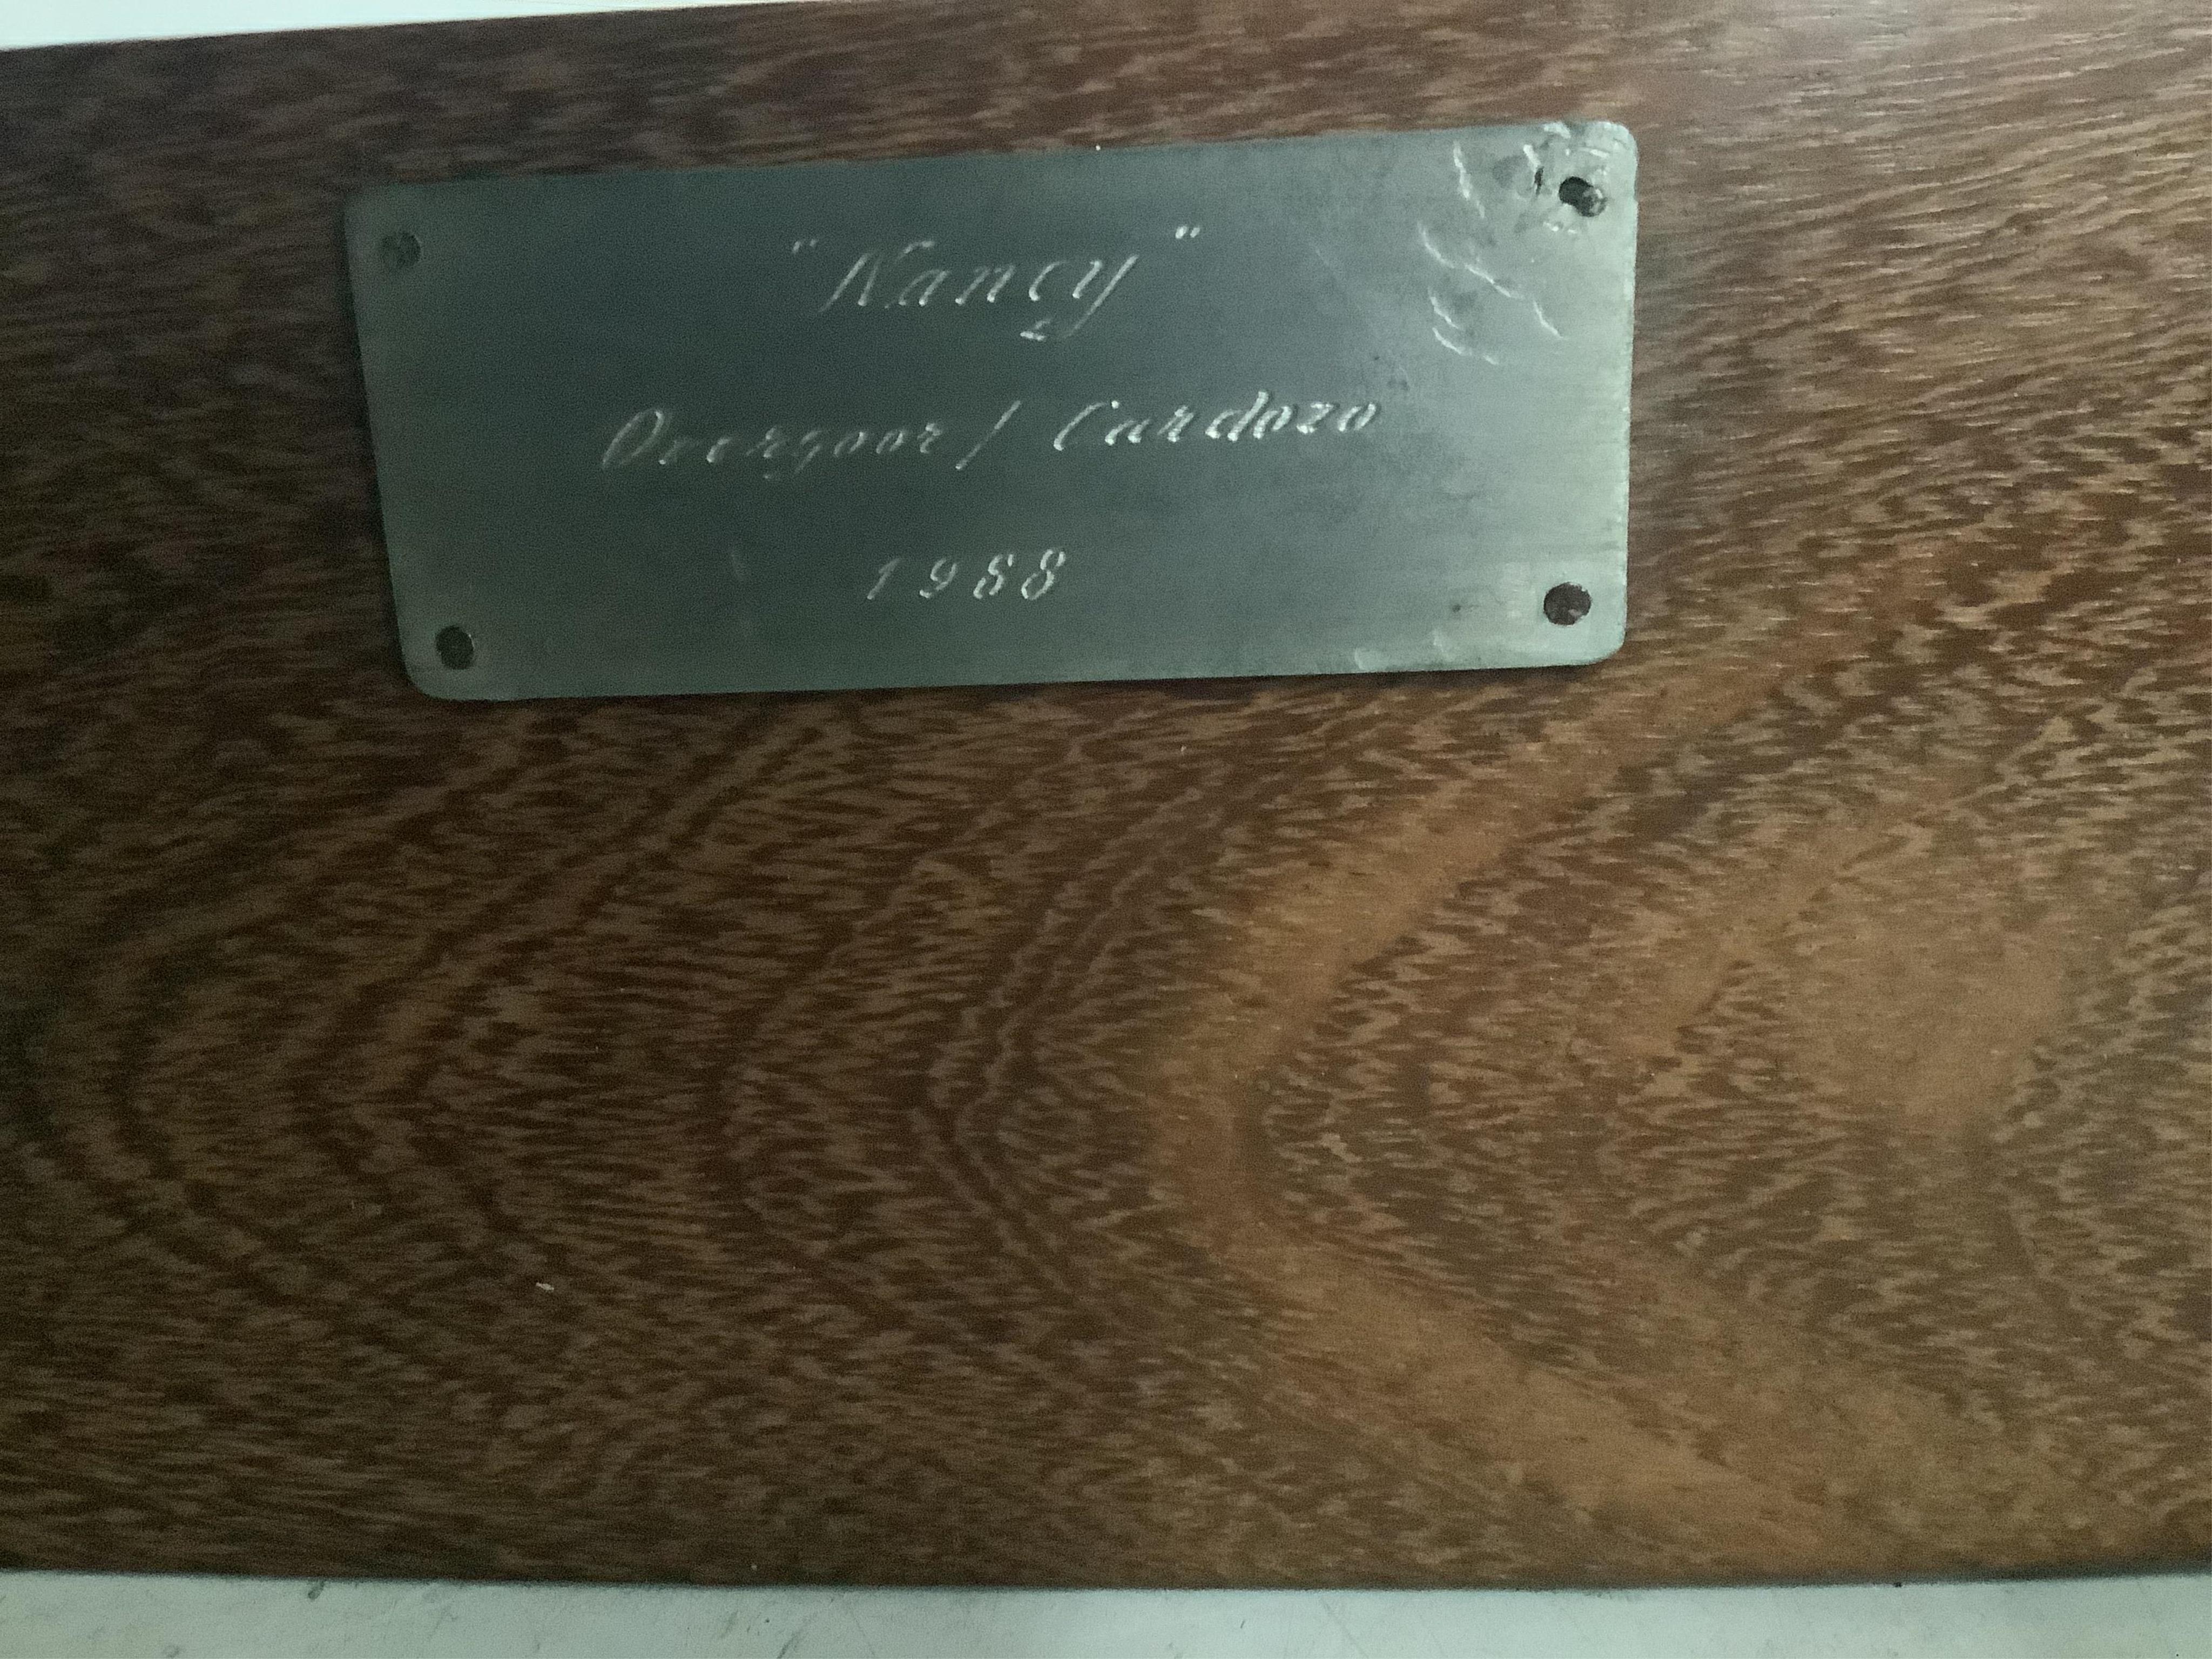 "Nancy"
Overgoor / Cardozo
1988